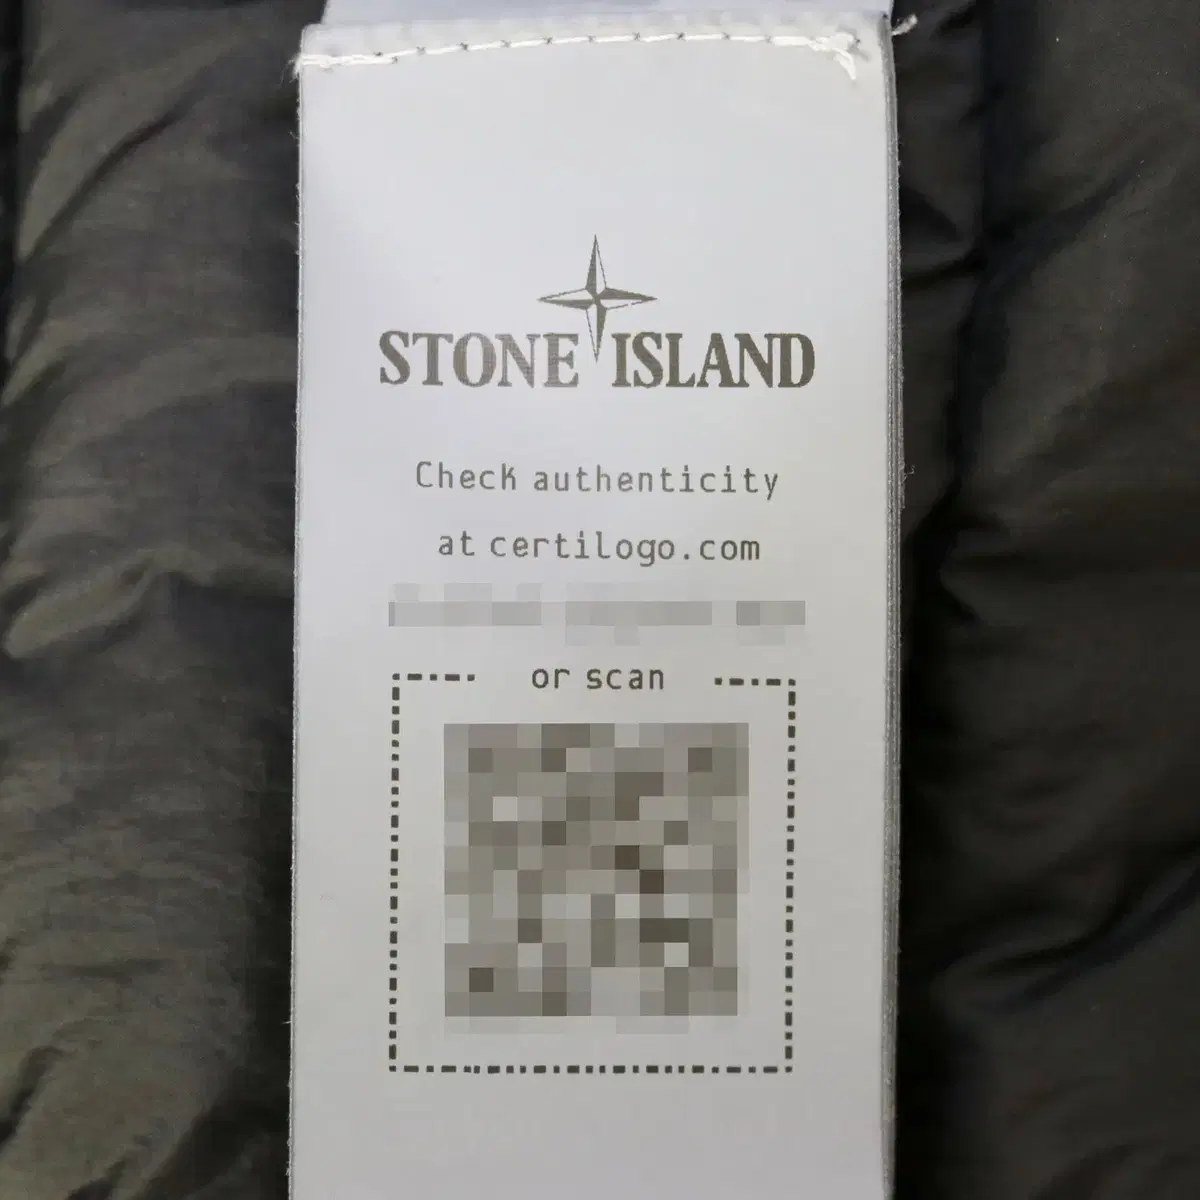 STONE ISLAND
Check authenticity
at certilogo.com
or scan